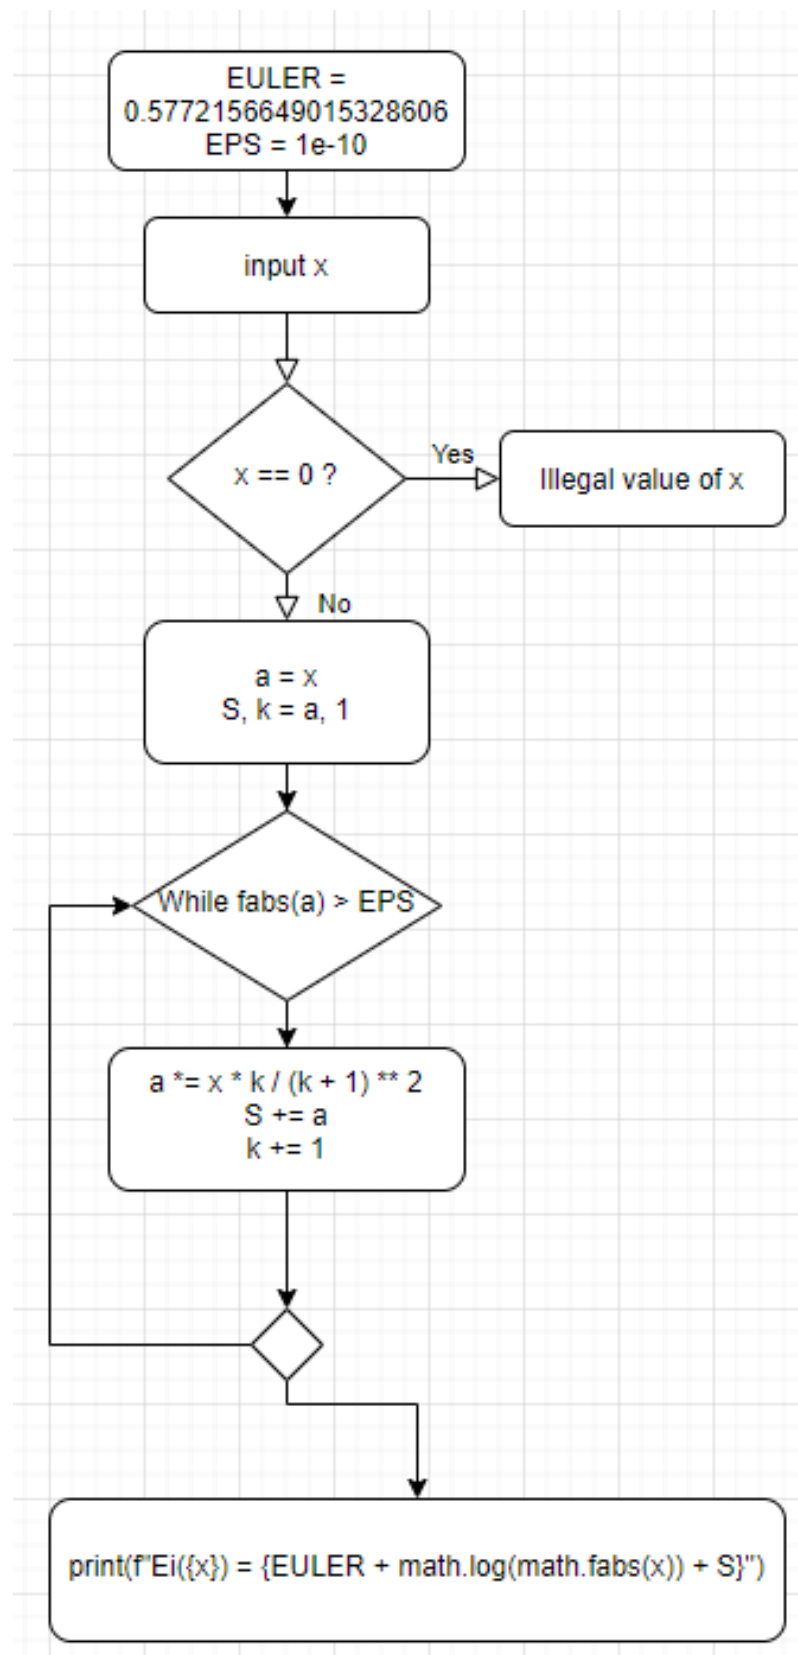 EULER =
0.5772156649015328606
EPS = 1e-10
input x
x == 0 ?
Yes
Illegal value of x
No
a = x
S, k = a, 1
While fabs(a) > EPS
a *= x * k / (k + 1) ** 2
S += a
k += 1
print(f"Ei({x}) = {EULER + math.log(math.fabs(x)) + S}")